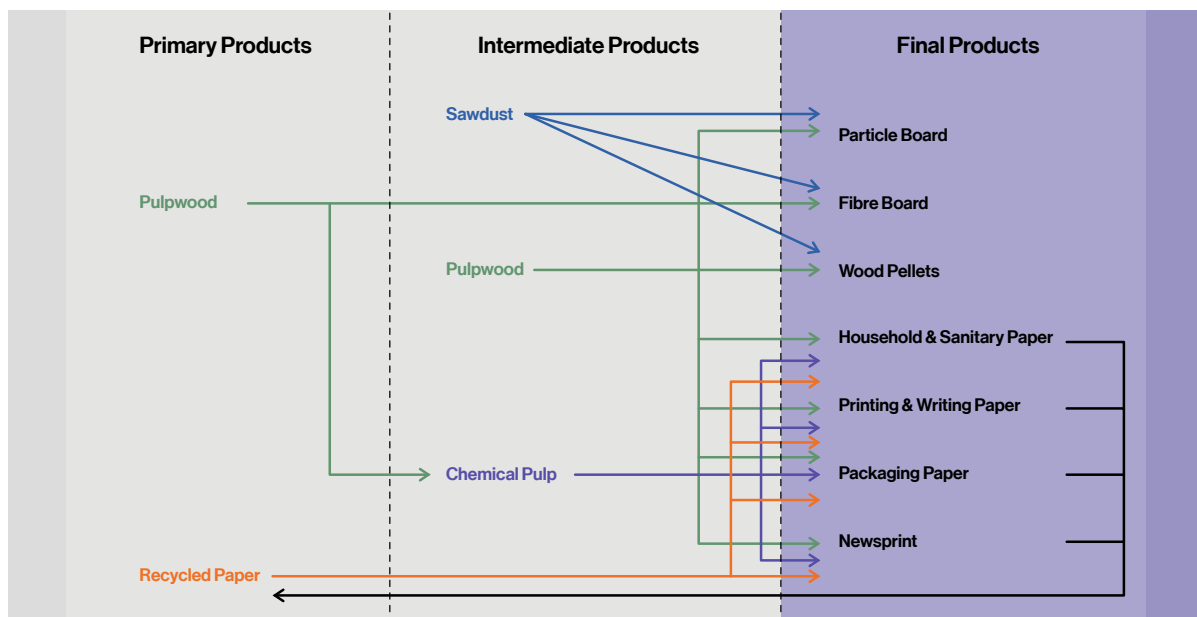 Primary Products
Intermediate Products
Final Products
Sawdust
Particle Board
Pulpwood
Fibre Board
Pulpwood
Wood Pellets
Household & Sanitary Paper
Printing & Writing Paper
Chemical Pulp
Packaging Paper
Newsprint
Recycled Paper